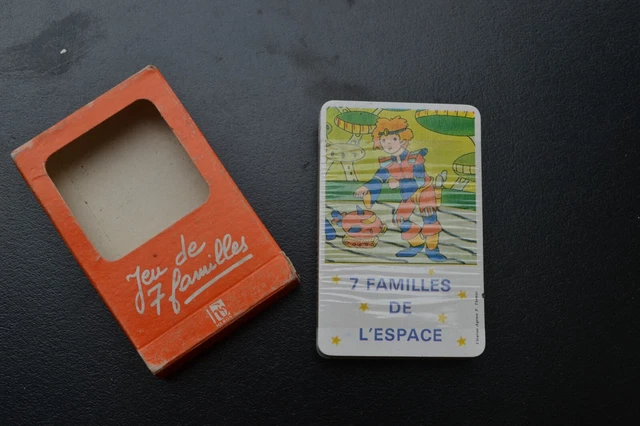 Jeu de
7 familles
7 FAMILLES
DE
L'ESPACE